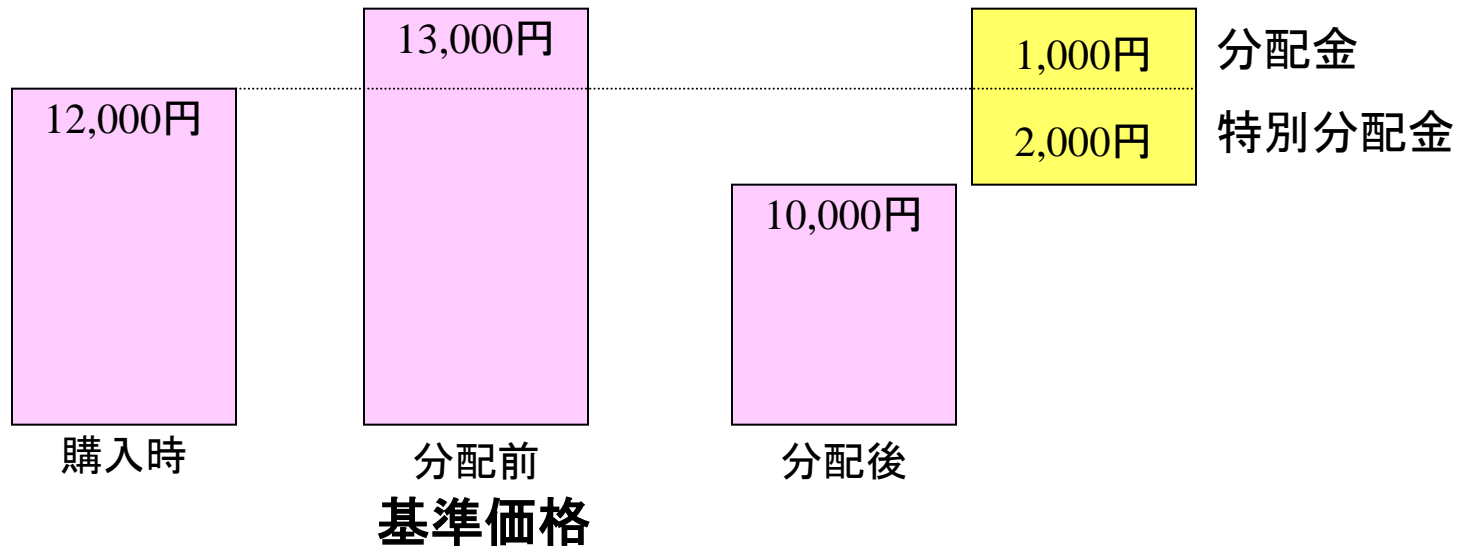 13,000円
1,000円
分配金
12,000円
2,000円
特別分配金
10,000円
購入時
分配前
分配後
基準価格